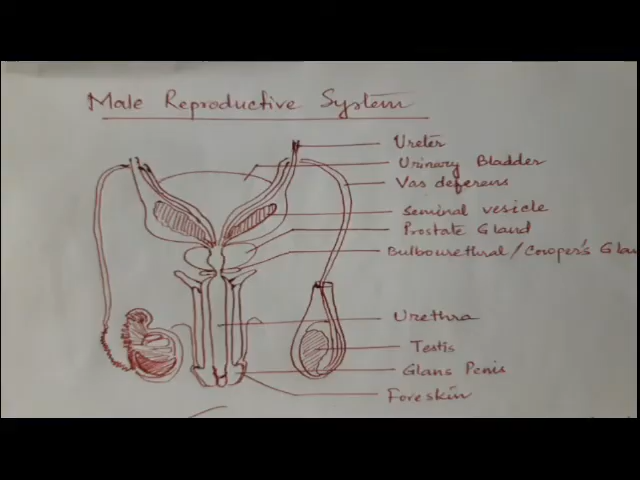 Male Reproductive System
Ureter
Urinary Bladder
Vas deferens
Seminal vesicle
Prostate Gland
Bulbourethral / Cowper's Glan
Urethra
Testis
Glans Penis
Foreskin